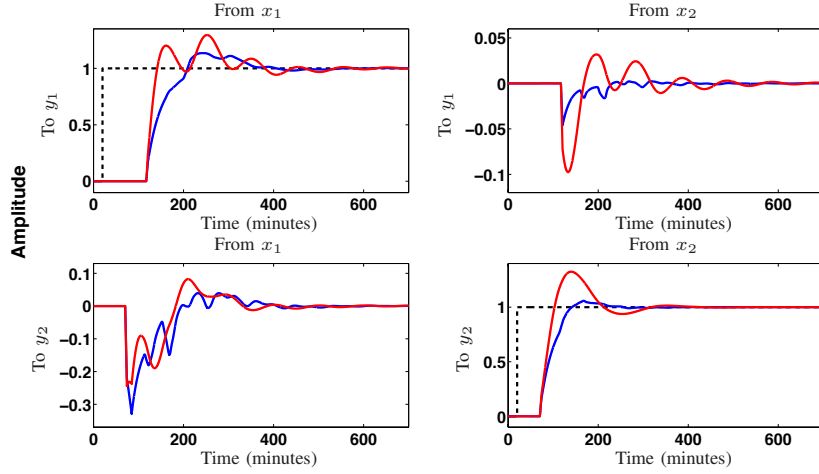 From x₁
From x₂
1
0.5
0
0.05
0
−0.05
−0.1
To y₁
To y₁
0 200 400 600
0 200 400 600
Time (minutes)
Time (minutes)
Amplitude
From x₁
From x₂
0.1
0
−0.1
−0.2
−0.3
1
0.5
0
To y₂
To y₂
0 200 400 600
0 200 400 600
Time (minutes)
Time (minutes)